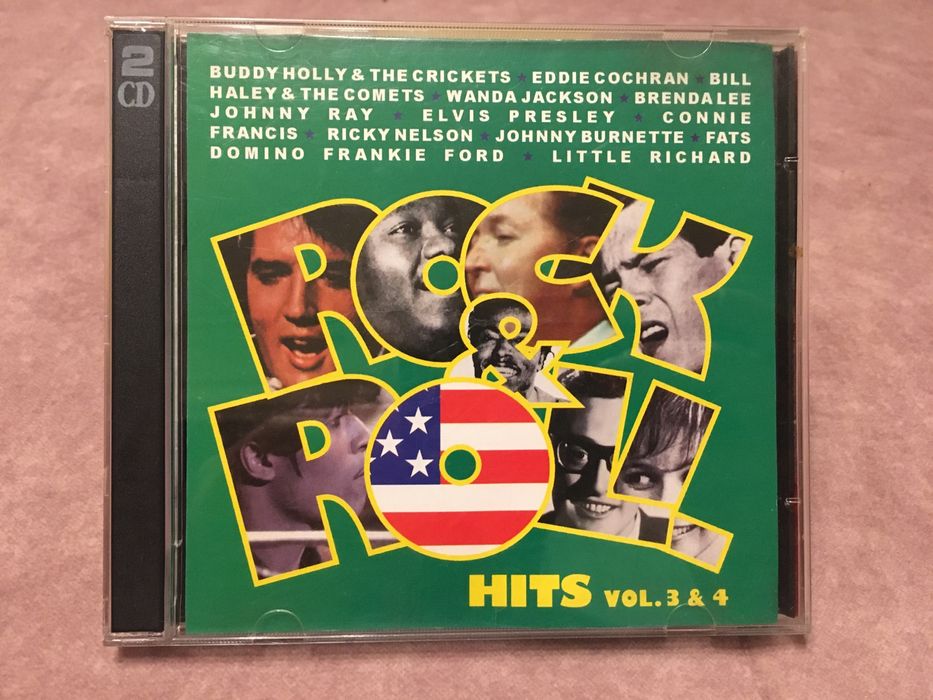 2
CD
BUDDY HOLLY & THE CRICKETS ★ EDDIE COCHRAN ★ BILL
HALEY & THE COMETS ★ WANDA JACKSON ★ BRENDA LEE
JOHNNY RAY ★ ELVIS PRESLEY ★ CONNIE
FRANCIS ★ RICKY NELSON ★ JOHNNY BURNETTE ★ FATS
DOMINO FRANKIE FORD ★ LITTLE RICHARD
ROCK
&
ROLL
HITS VOL. 3 & 4